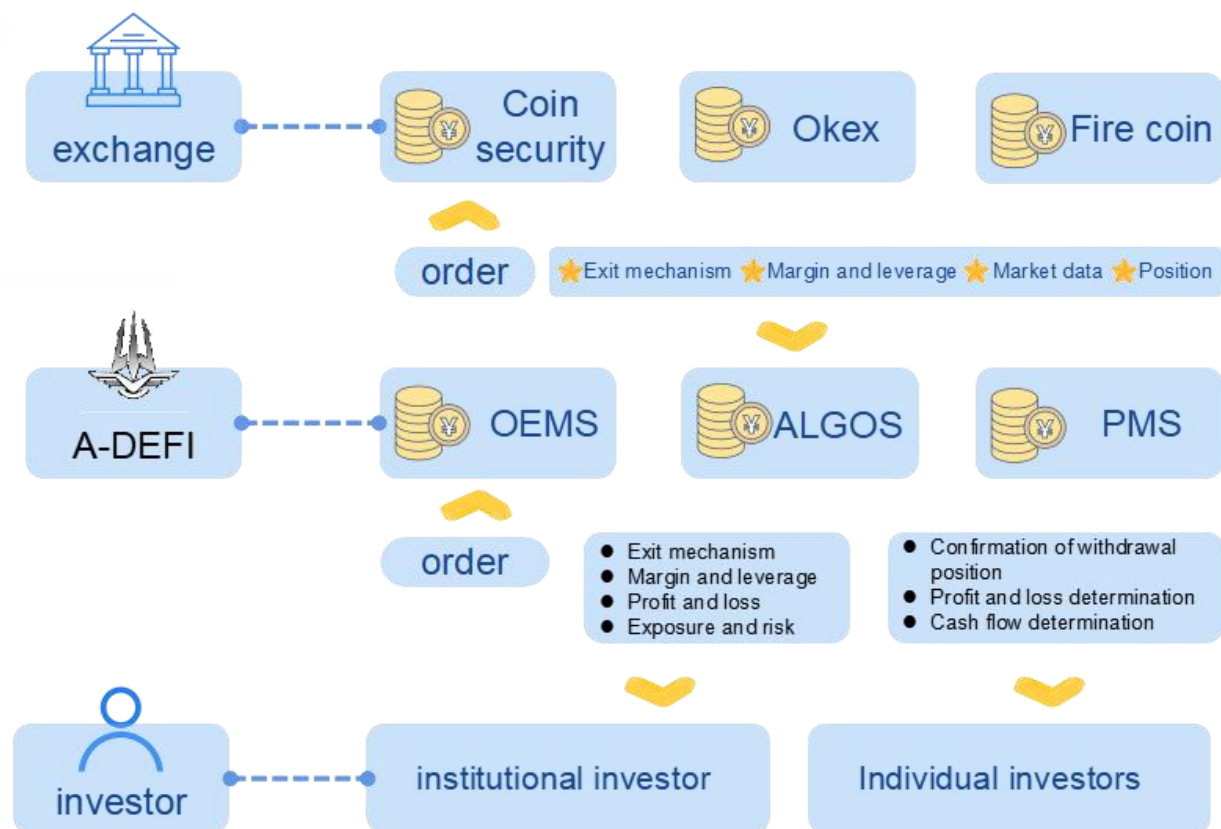 exchange
Coin
security
Okex
Fire coin
order
Exit mechanism Margin and leverage Market data Position
A-DEFI
OEMS
ALGOS
PMS
order
● Exit mechanism
● Margin and leverage
● Profit and loss
● Exposure and risk
● Confirmation of withdrawal
position
● Profit and loss determination
● Cash flow determination
investor
institutional investor
Individual investors